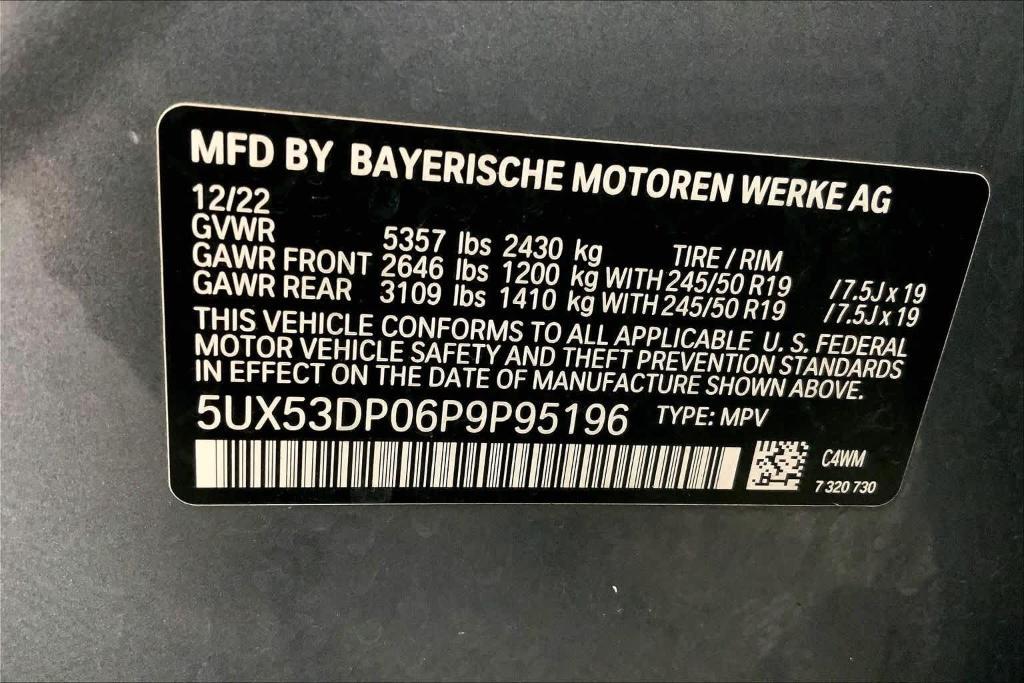 MFD BY BAYERISCHE MOTOREN WERKE AG
12/22
GVWR 5357 lbs 2430 kg TIRE / RIM
GAWR FRONT 2646 lbs 1200 kg WITH 245/50 R19 / 7.5J x 19
GAWR REAR 3109 lbs 1410 kg WITH 245/50 R19 / 7.5J x 19
THIS VEHICLE CONFORMS TO ALL APPLICABLE U. S. FEDERAL
MOTOR VEHICLE SAFETY AND THEFT PREVENTION STANDARDS
IN EFFECT ON THE DATE OF MANUFACTURE SHOWN ABOVE.
5UX53DP06P9P95196 TYPE: MPV
C4WM
7 320 730